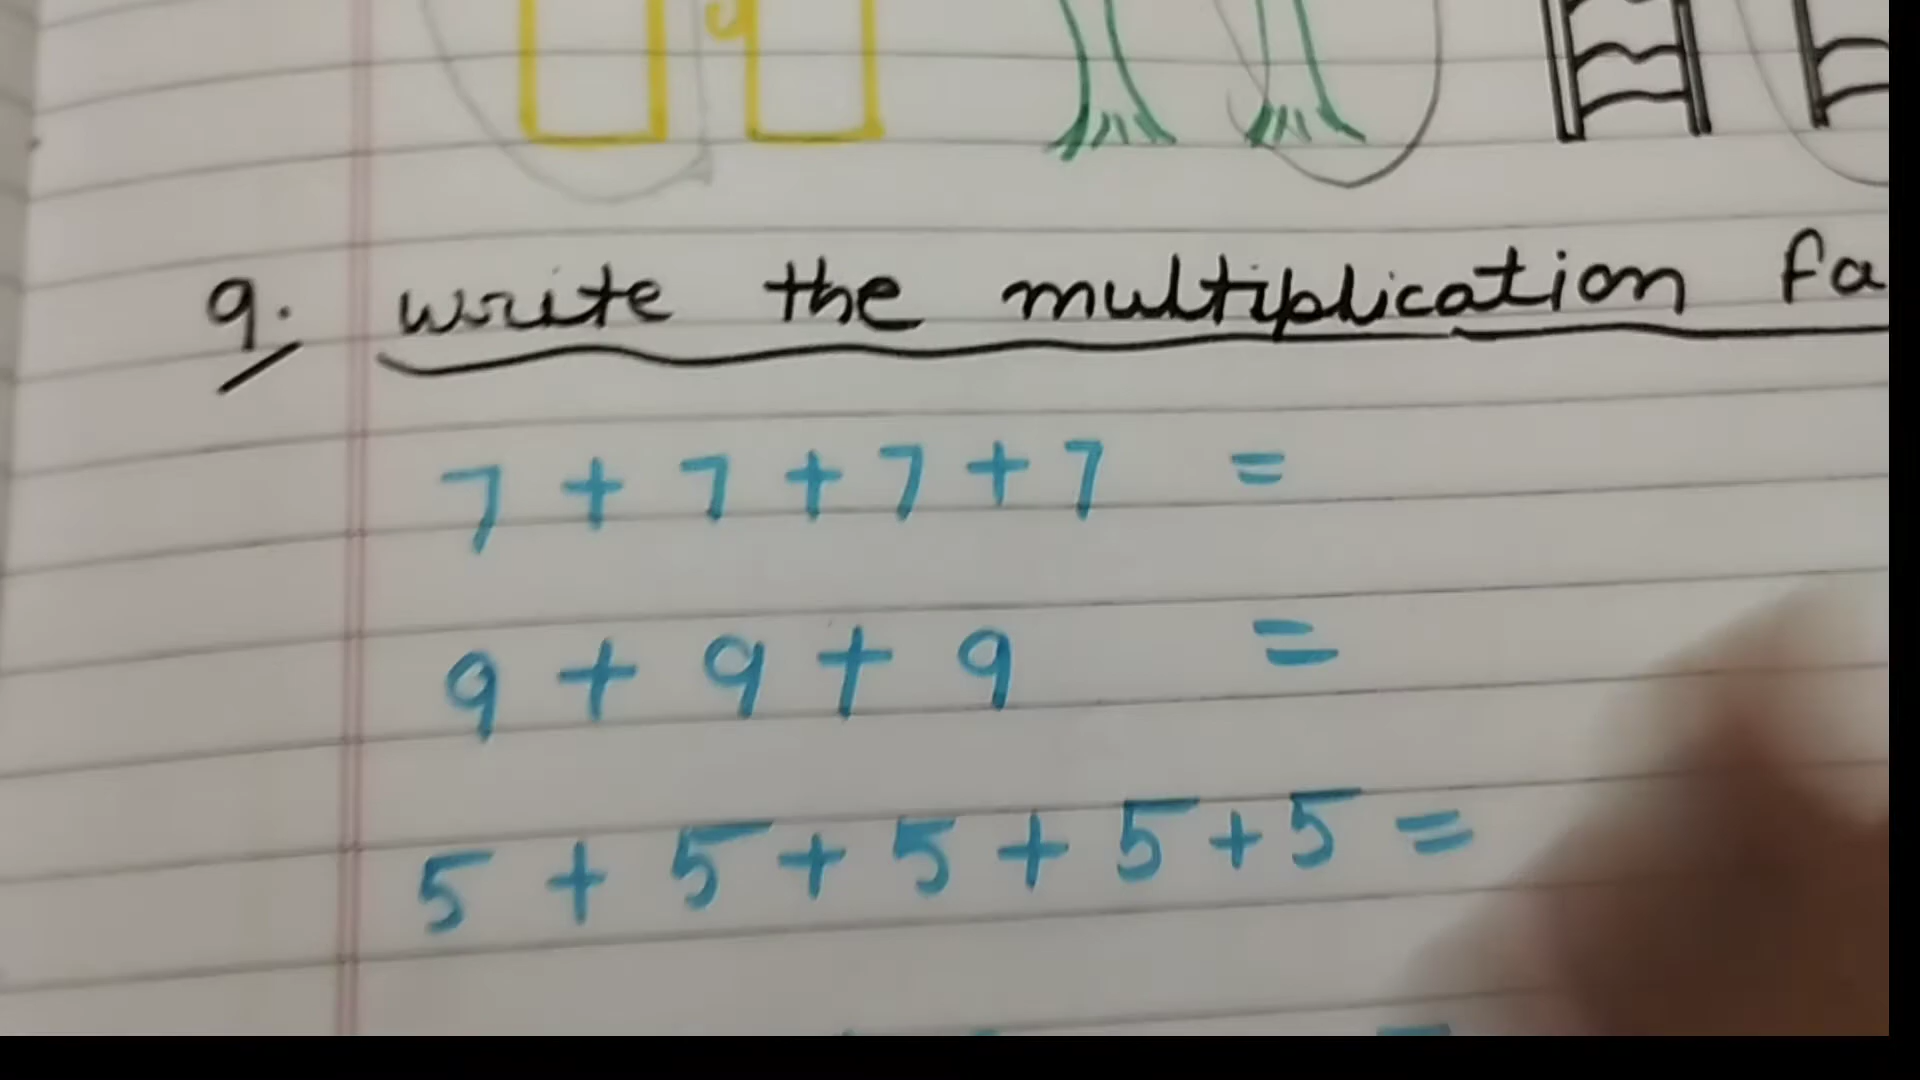 9. write the multiplication fa
7 + 7 + 7 + 7 =
9 + 9 + 9 =
5 + 5 + 5 + 5 + 5 =